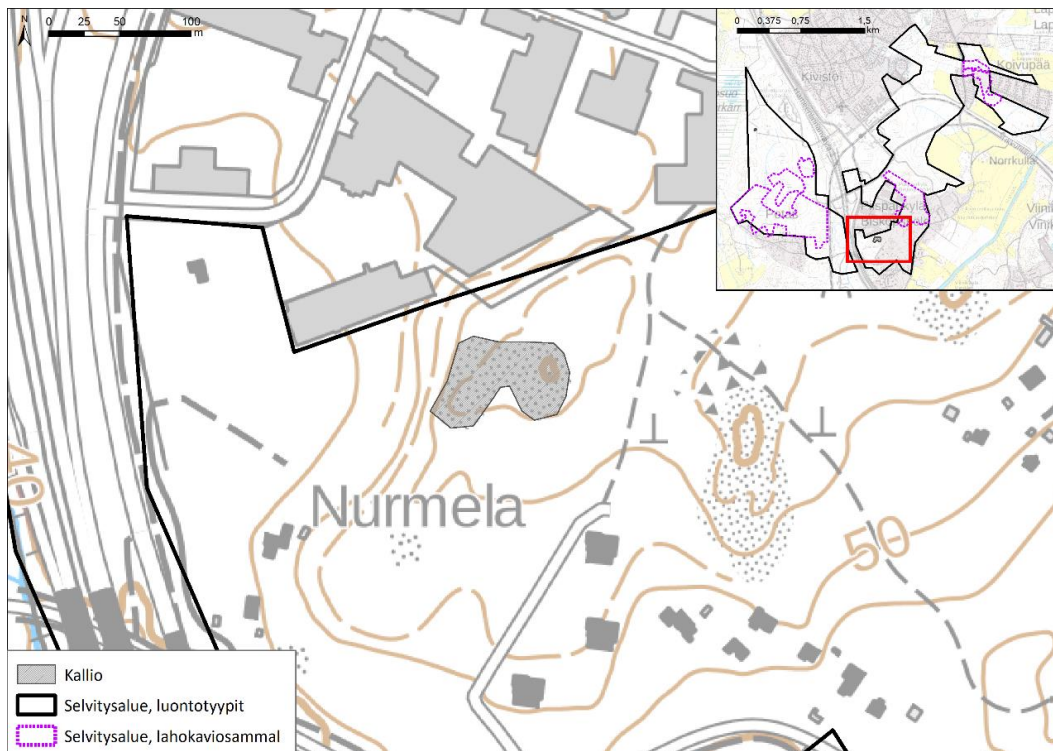 N
0 25 50 100
m
0 0,375 0,75 1,5
km
Koivupää
Kivistö
Norrkulla
Nurmela
50
40
Kallio
Selvitysalue, luontotyypit
Selvitysalue, lahokaviosammal